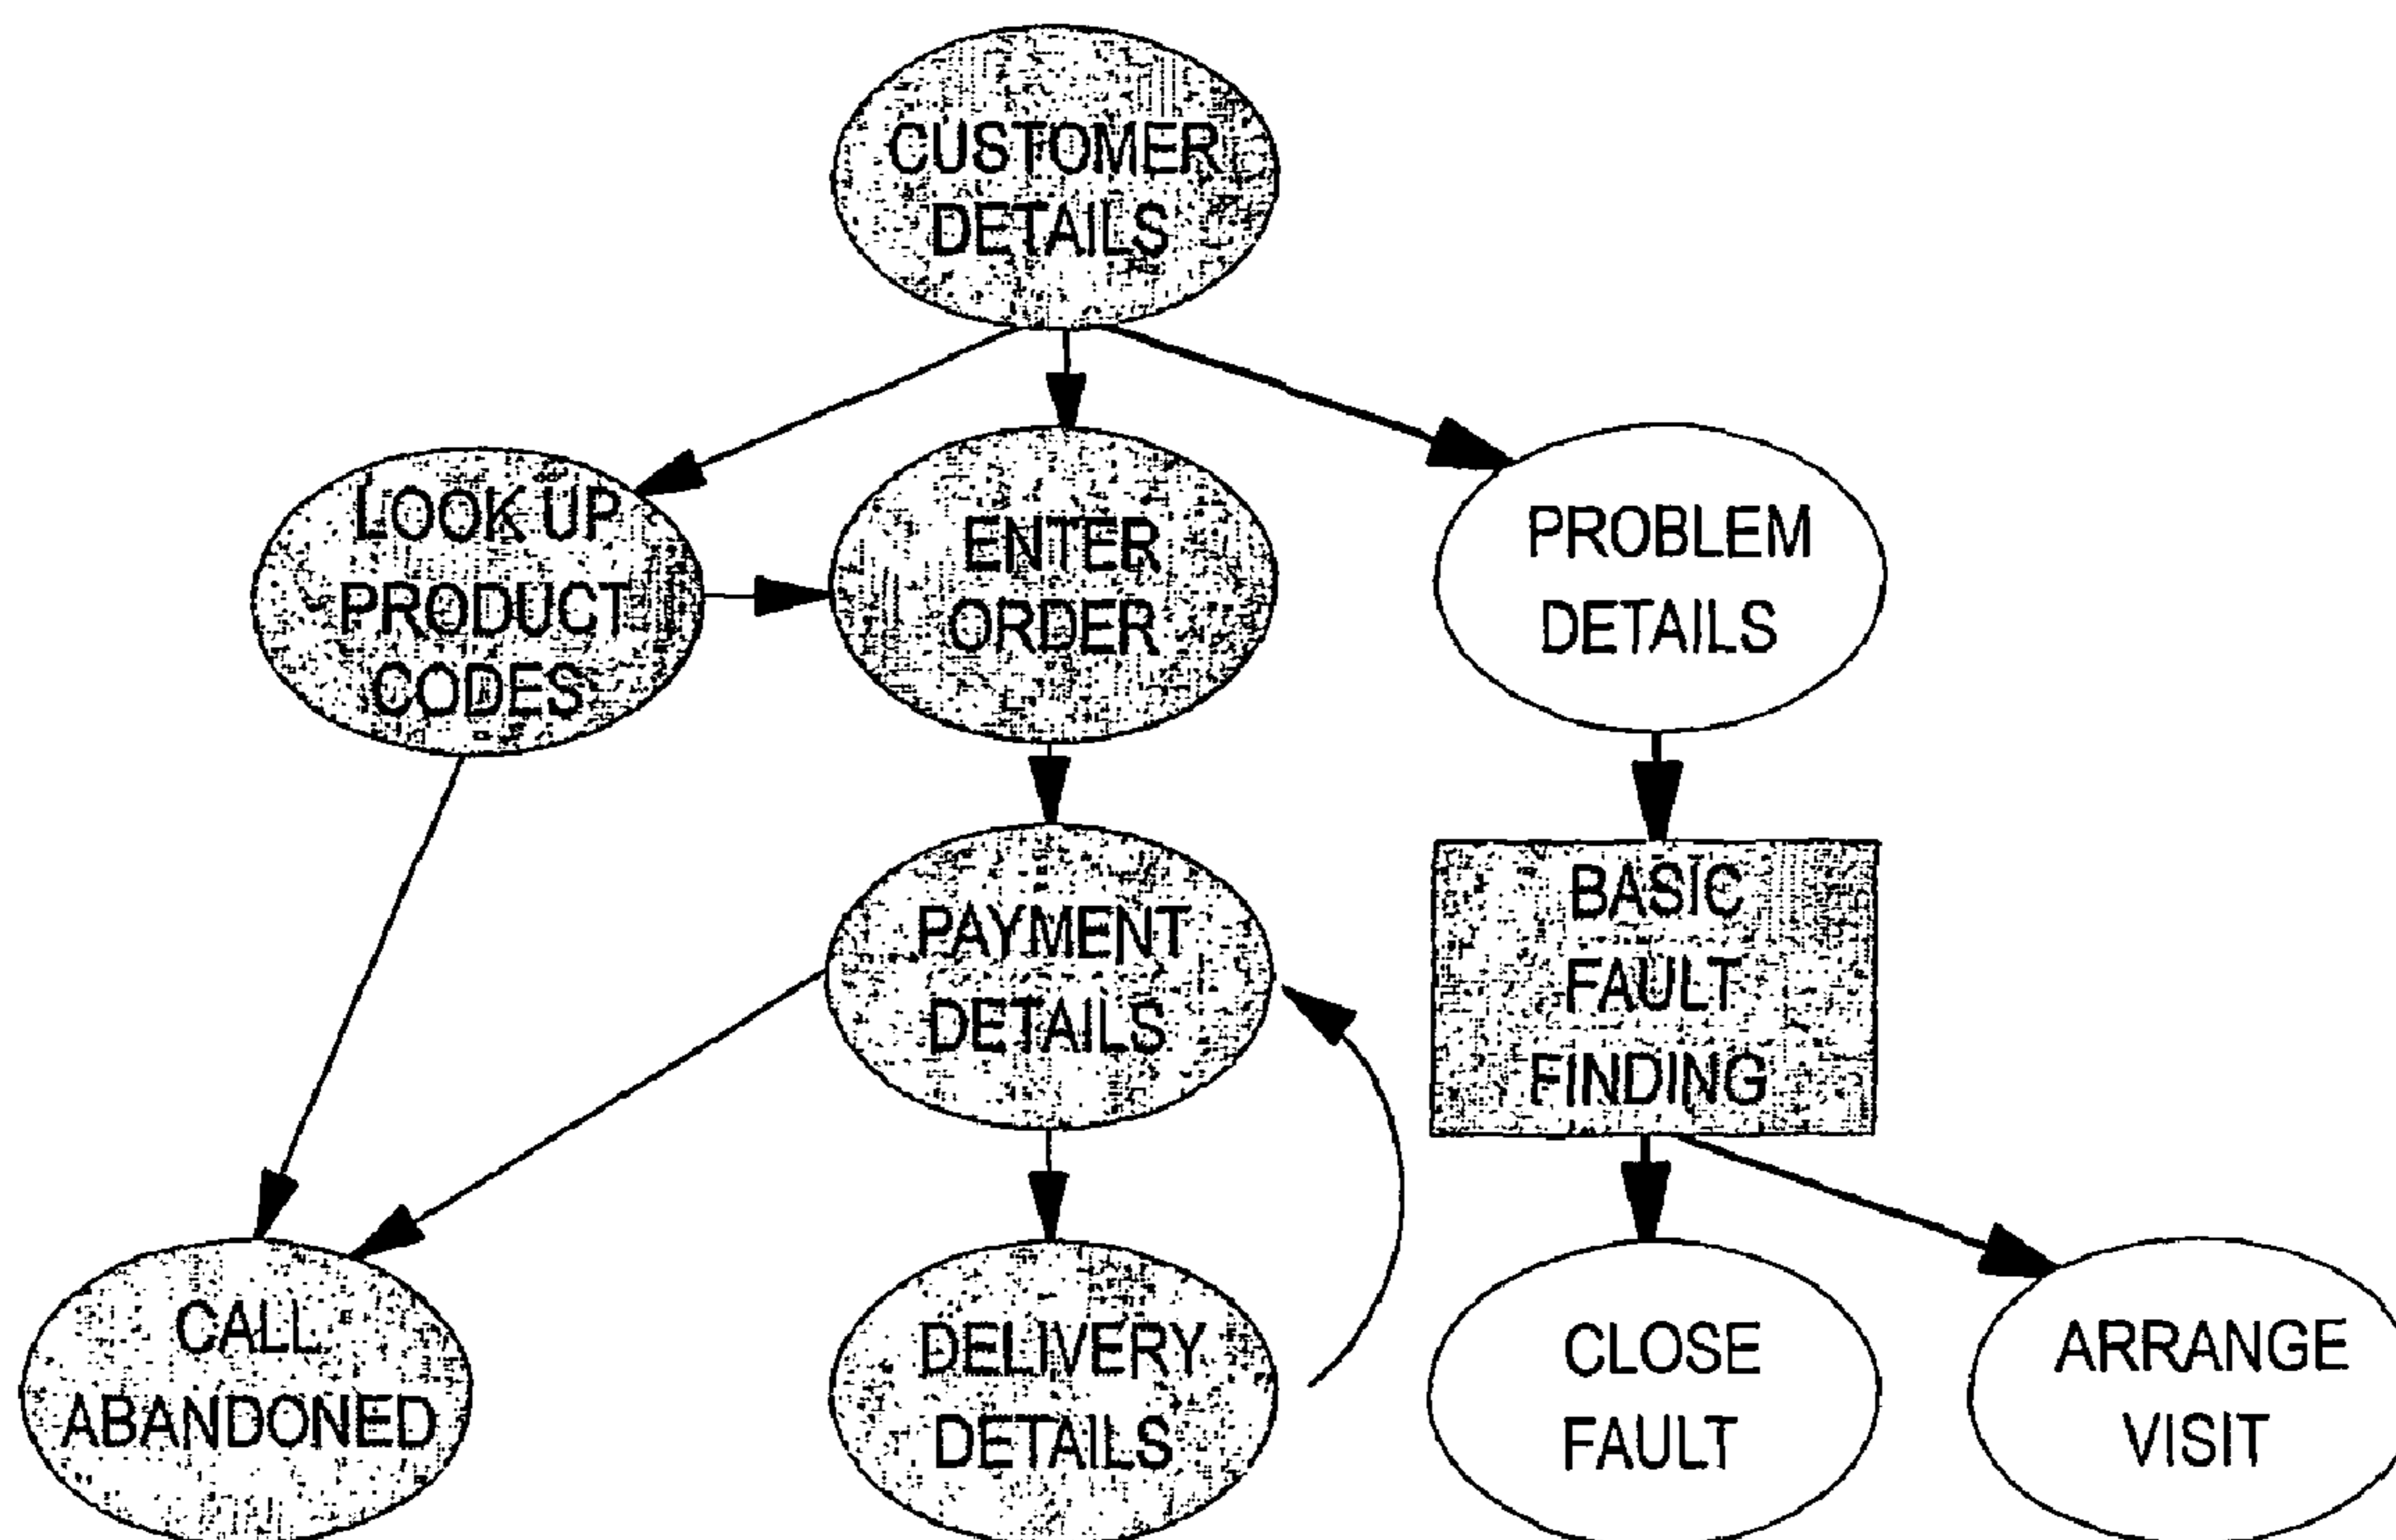 CUSTOMER
DETAILS
LOOK UP
PRODUCT
CODES
ENTER
ORDER
PROBLEM
DETAILS
PAYMENT
DETAILS
BASIC
FAULT
FINDING
CALL
ABANDONED
DELIVERY
DETAILS
CLOSE
FAULT
ARRANGE
VISIT